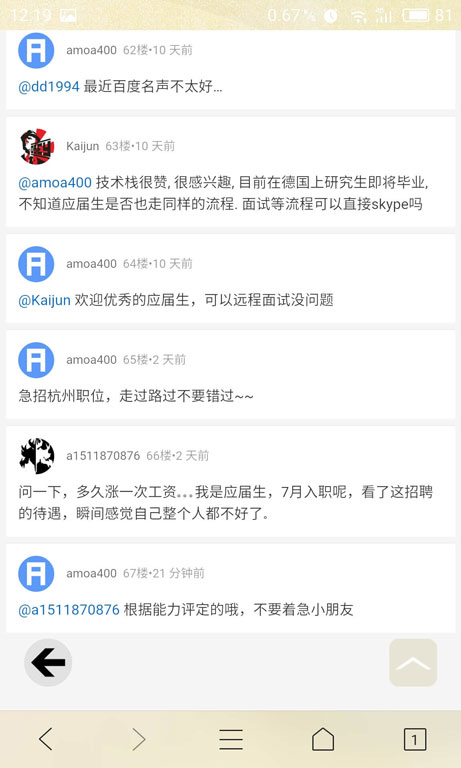 12:19 0.67% 81
amoa400 62楼•10 天前
@dd1994 最近百度名声不太好...
Kaijun 63楼•10 天前
@amoa400 技术栈很赞, 很感兴趣, 目前在德国上研究生即将毕业,
不知道应届生是否也走同样的流程. 面试等流程可以直接skype吗
amoa400 64楼•10 天前
@Kaijun 欢迎优秀的应届生，可以远程面试没问题
amoa400 65楼•2 天前
急招杭州职位，走过路过不要错过~~
a1511870876 66楼•2 天前
问一下，多久涨一次工资。。。我是应届生，7月入职呢，看了这招聘
的待遇，瞬间感觉自己整个人都不好了。
amoa400 67楼•21 分钟前
@a1511870876 根据能力评定的哦，不要着急小朋友
1